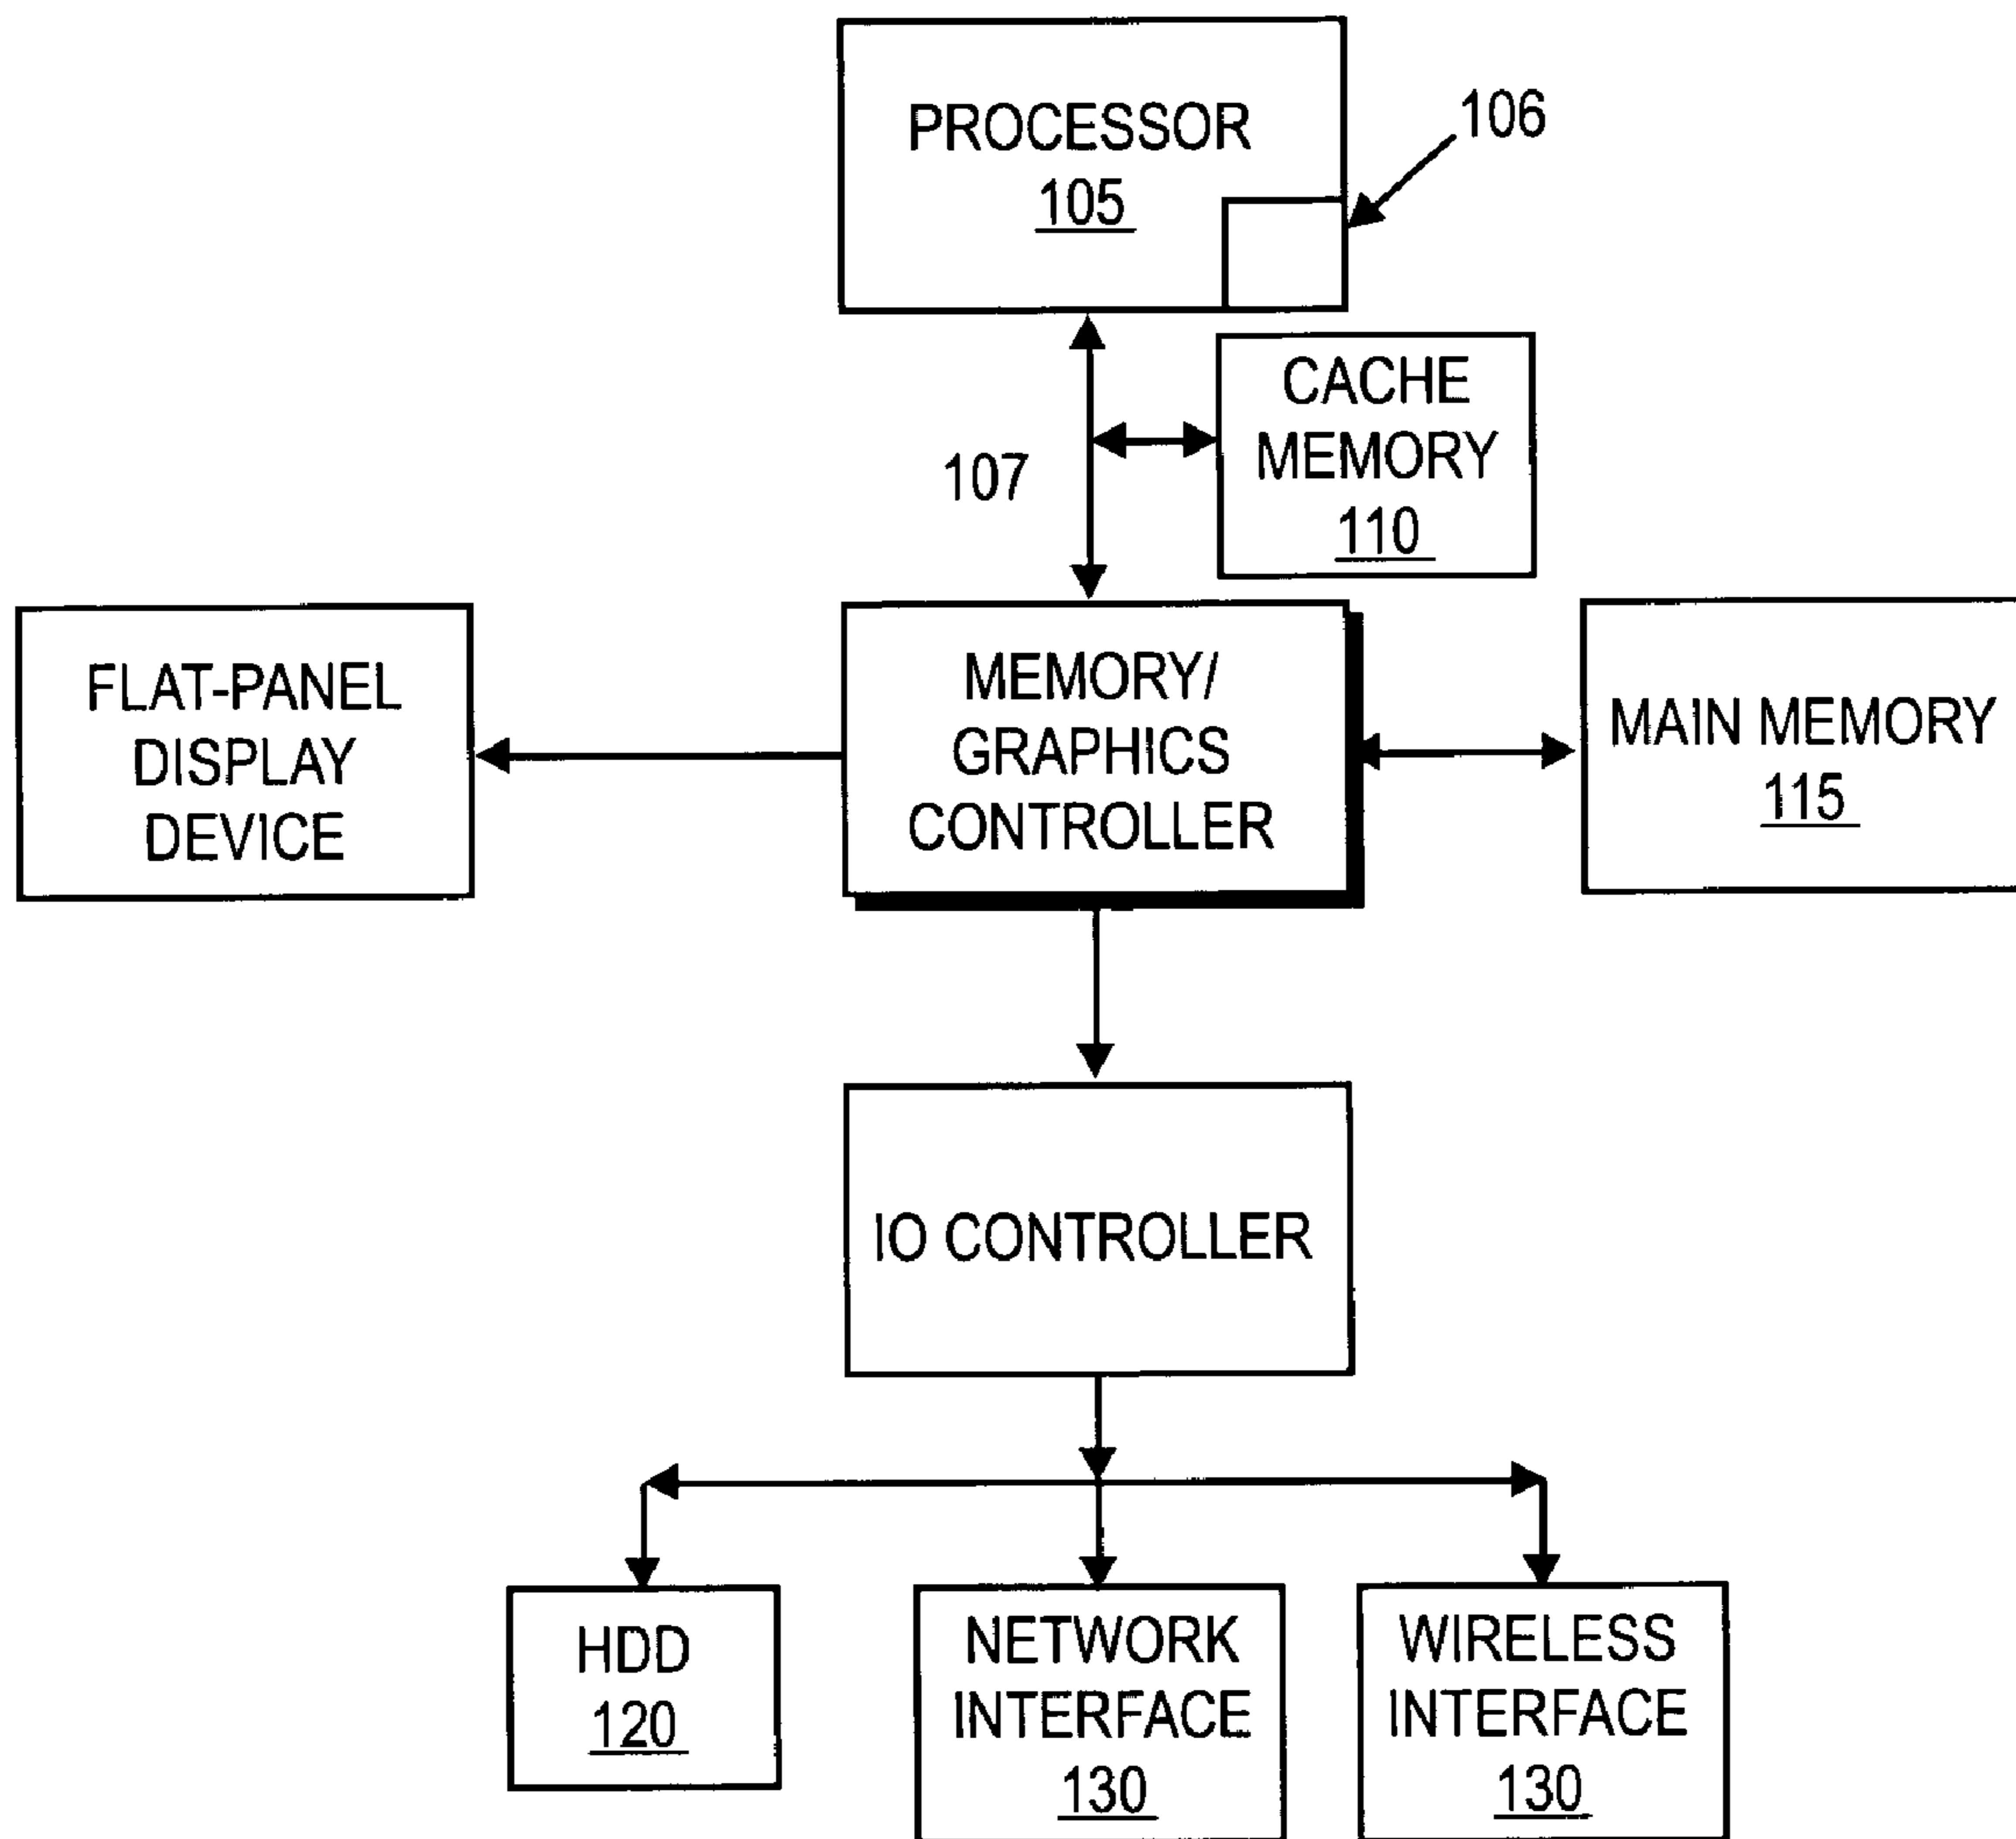 PROCESSOR
105
106
CACHE
MEMORY
110
107
FLAT-PANEL
DISPLAY
DEVICE
MEMORY/
GRAPHICS
CONTROLLER
MAIN MEMORY
115
IO CONTROLLER
HDD
120
NETWORK
INTERFACE
130
WIRELESS
INTERFACE
130